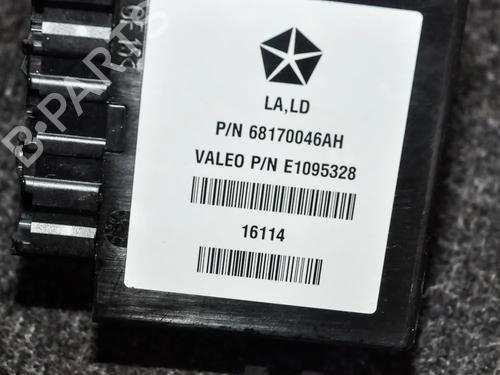 LA,LD
P/N 68170046AH
VALEO P/N E1095328
16114
B-PARTS